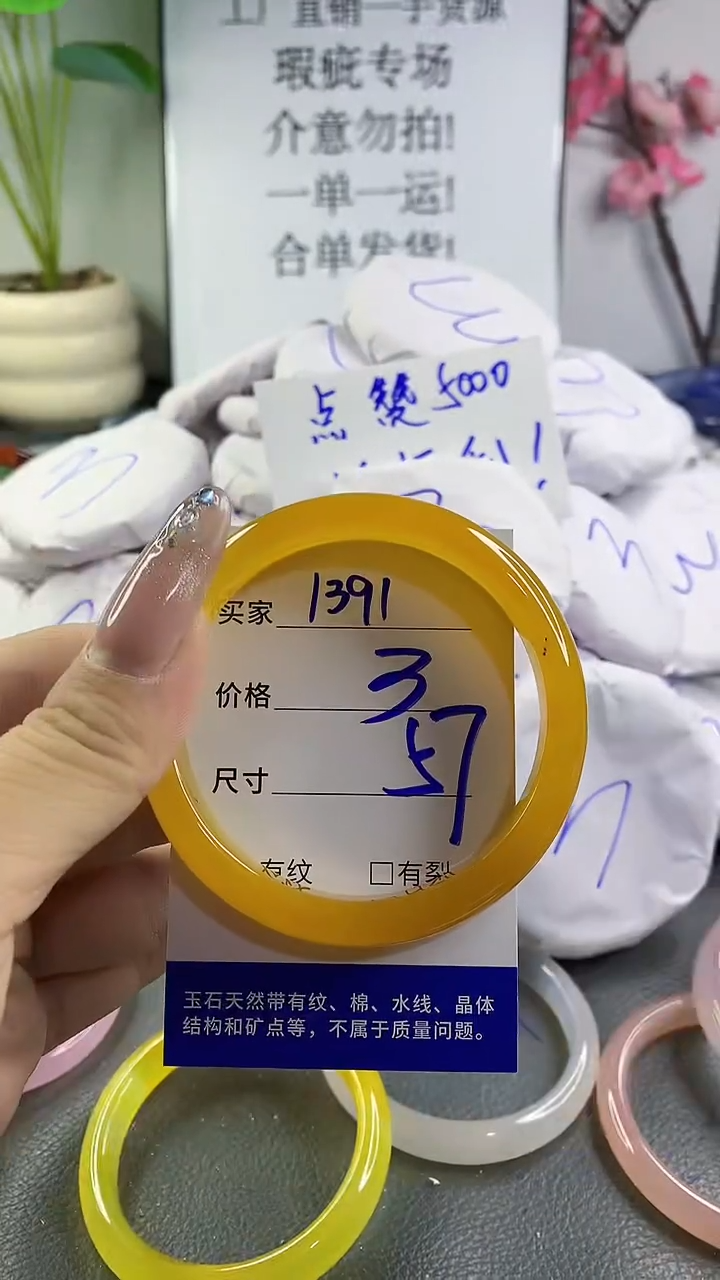 工厂直销一手货源
瑕疵专场
介意勿拍!
一单一运!
合单发货!
点赞5000
买家 1391
价格 3
尺寸 57
有纹 □有裂
玉石天然带有纹、棉、水线、晶体
结构和矿点等，不属于质量问题。